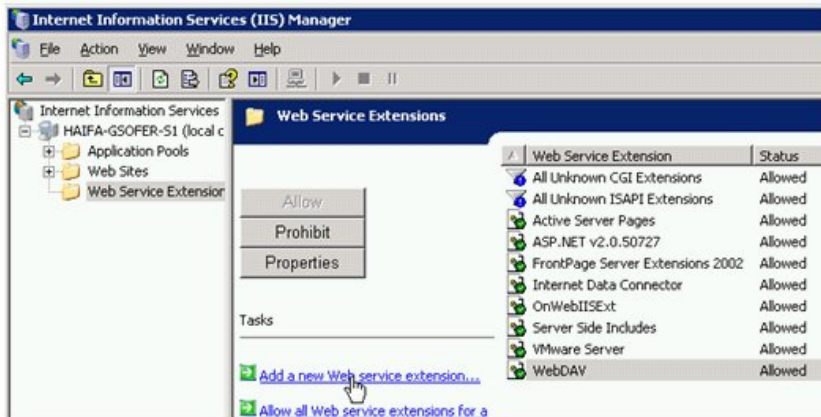 Internet Information Services (IIS) Manager
File Action View Window Help
Internet Information Services
HAIFA-GSOFER-S1 (local c
Application Pools
Web Sites
Web Service Extension
Web Service Extensions
Allow
Prohibit
Properties
Tasks
Add a new Web service extension...
Allow all Web service extensions for a
Web Service Extension Status
All Unknown CGI Extensions Allowed
All Unknown ISAPI Extensions Allowed
Active Server Pages Allowed
ASP.NET v2.0.50727 Allowed
FrontPage Server Extensions 2002 Allowed
Internet Data Connector Allowed
OnWebIISExt Allowed
Server Side Includes Allowed
VMware Server Allowed
WebDAV Allowed